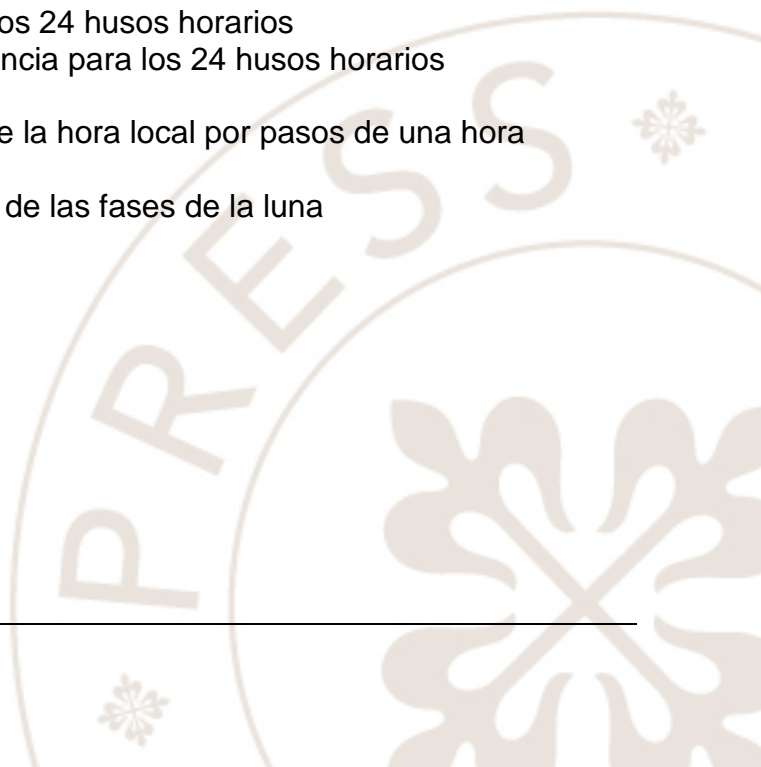 os 24 husos horarios
ncia para los 24 husos horarios
e la hora local por pasos de una hora
de las fases de la luna
PRESS